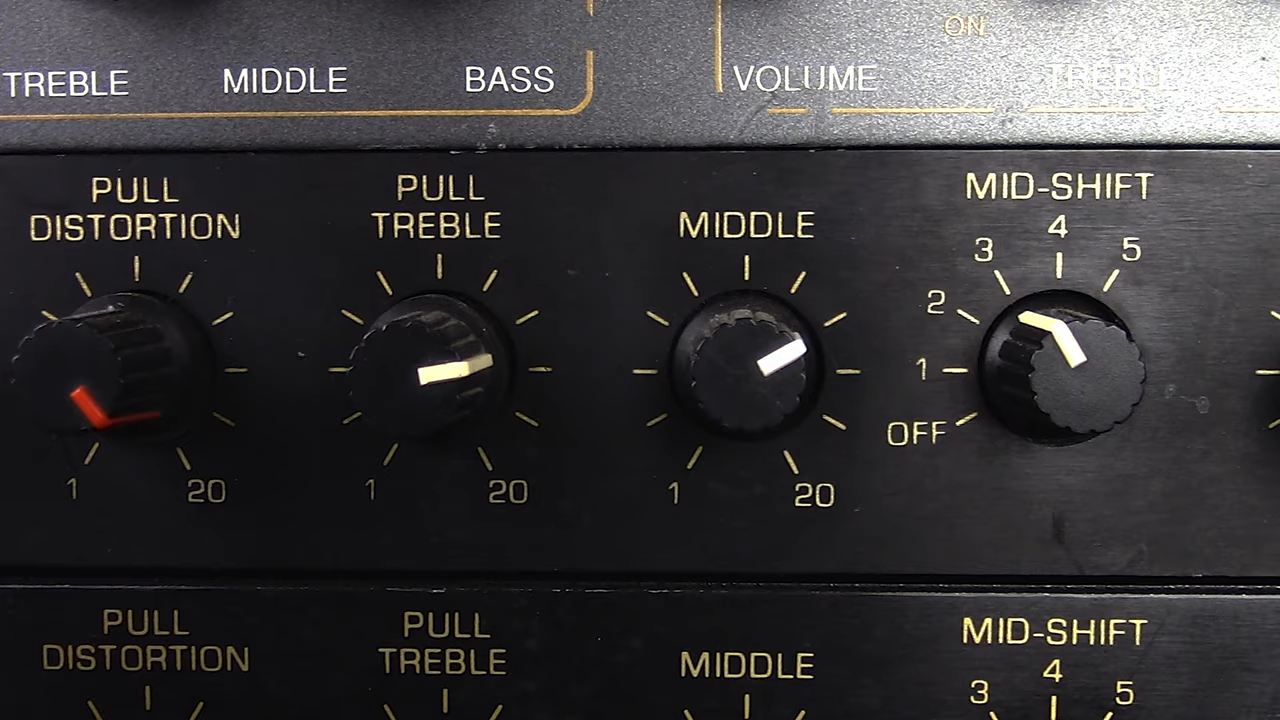 ON
TREBLE MIDDLE BASS VOLUME TREBLE
PULL DISTORTION
PULL TREBLE
MIDDLE
MID-SHIFT
3 4 5
2
1
OFF
1 20
1 20
1 20
PULL DISTORTION
PULL TREBLE
MIDDLE
MID-SHIFT
3 4 5